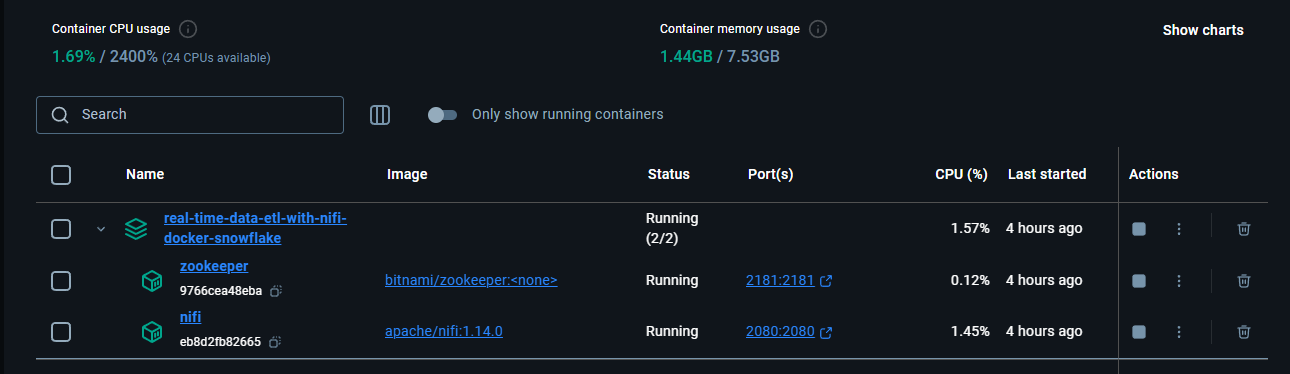 Container CPU usage
1.69% / 2400% (24 CPUs available)
Container memory usage
1.44GB / 7.53GB
Show charts
Search
Only show running containers
Name Image Status Port(s) CPU (%) Last started Actions
real-time-data-etl-with-nifi-
docker-snowflake
Running
(2/2)
1.57% 4 hours ago
zookeeper
9766cea48eba
bitnami/zookeeper:<none> Running 2181:2181 0.12% 4 hours ago
nifi
eb8d2fb82665
apache/nifi:1.14.0 Running 2080:2080 1.45% 4 hours ago